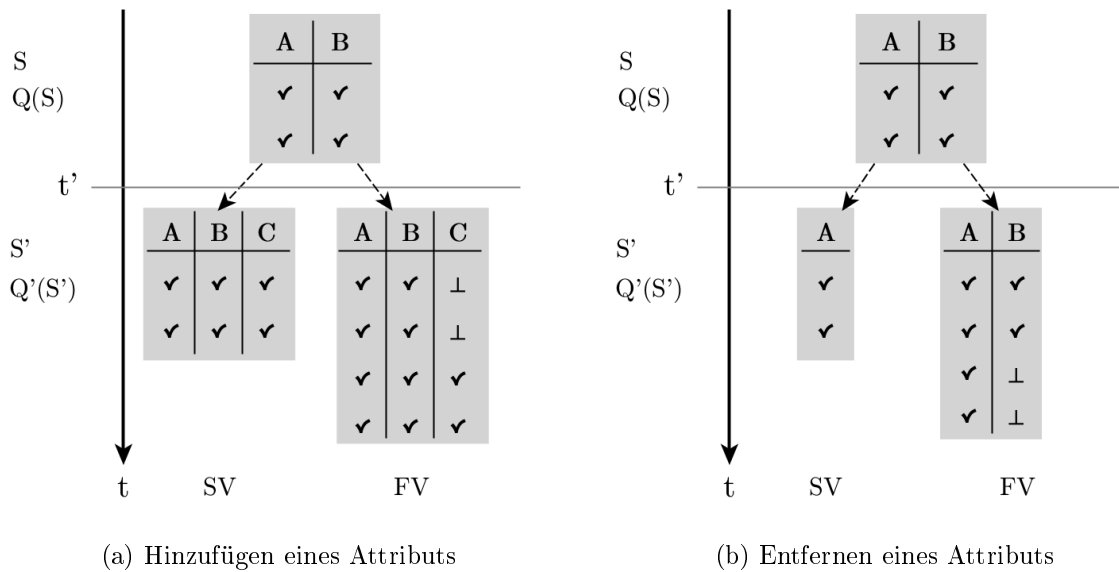 A B
S
Q(S)
✓ ✓
✓ ✓
t'
A B C
A B C
S'
Q'(S')
✓ ✓ ✓
✓ ✓ ⊥
✓ ✓ ✓
✓ ✓ ⊥
✓ ✓ ✓
✓ ✓ ✓
t SV FV
(a) Hinzufügen eines Attributs
A B
S
Q(S)
✓ ✓
✓ ✓
t'
A
A B
S'
Q'(S')
✓
✓ ✓
✓
✓ ✓
✓ ⊥
✓ ⊥
t SV FV
(b) Entfernen eines Attributs